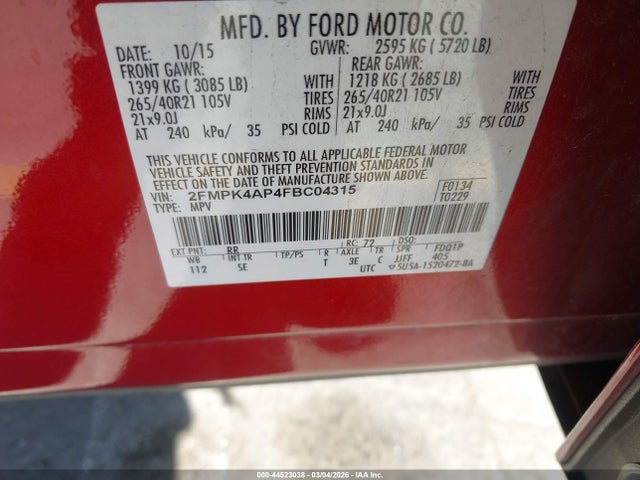 MFD. BY FORD MOTOR CO.
DATE: 10/15 GVWR: 2595 KG ( 5720 LB)
FRONT GAWR: REAR GAWR:
1399 KG ( 3085 LB) WITH 1218 KG ( 2685 LB) WITH
265/40R21 105V TIRES 265/40R21 105V TIRES
21x9.0J RIMS 21x9.0J RIMS
AT 240 kPa/ 35 PSI COLD AT 240 kPa/ 35 PSI COLD
THIS VEHICLE CONFORMS TO ALL APPLICABLE FEDERAL MOTOR
VEHICLE SAFETY AND THEFT PREVENTION STANDARDS IN
EFFECT ON THE DATE OF MANUFACTURE SHOWN ABOVE.
VIN: 2FMPK4AP4FBC04315 F0134
TYPE: MPV T0229
EXT PNT: RR RC: 72 DSO:
WB INT TR TP/PS R AXLE TR SPR FDQ1P
112 SE T 3E C JJFF 405
UTC 5U5A-1520472-BA
000-44523038 - 03/04/2026 - IAA Inc.